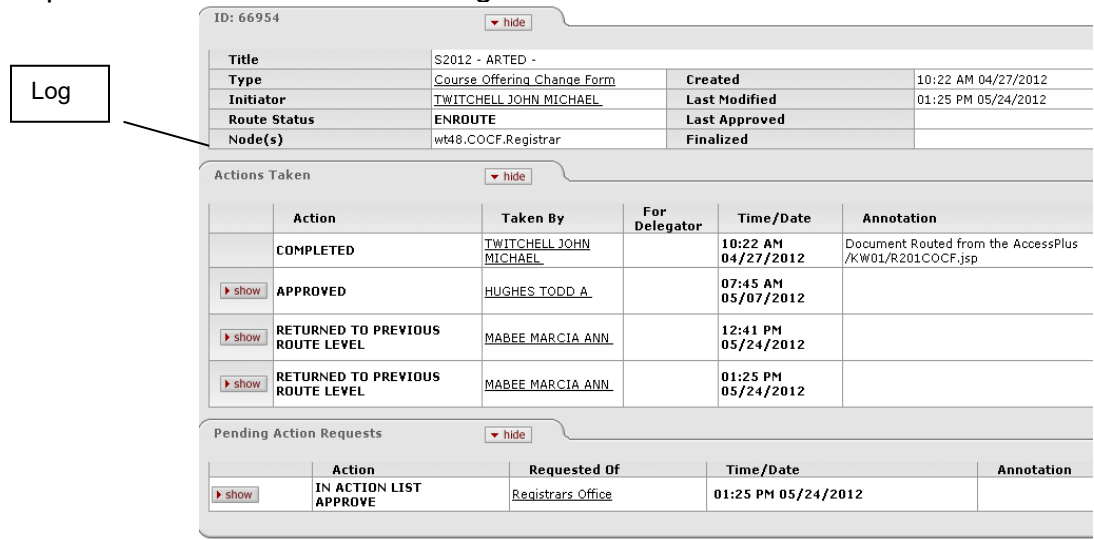 ID: 66954 hide
Log
Title S2012 - ARTED -
Type Course Offering Change Form Created 10:22 AM 04/27/2012
Initiator TWITCHELL JOHN MICHAEL Last Modified 01:25 PM 05/24/2012
Route Status ENROUTE Last Approved
Node(s) wt48.COCF.Registrar Finalized
Actions Taken hide
Action Taken By For Delegator Time/Date Annotation
COMPLETED TWITCHELL JOHN MICHAEL 10:22 AM 04/27/2012 Document Routed from the AccessPlus /KW01/R201COCF.jsp
show APPROVED HUGHES TODD A 07:45 AM 05/07/2012
show RETURNED TO PREVIOUS ROUTE LEVEL MABEE MARCIA ANN 12:41 PM 05/24/2012
show RETURNED TO PREVIOUS ROUTE LEVEL MABEE MARCIA ANN 01:25 PM 05/24/2012
Pending Action Requests hide
Action Requested Of Time/Date Annotation
show IN ACTION LIST APPROVE Registrars Office 01:25 PM 05/24/2012